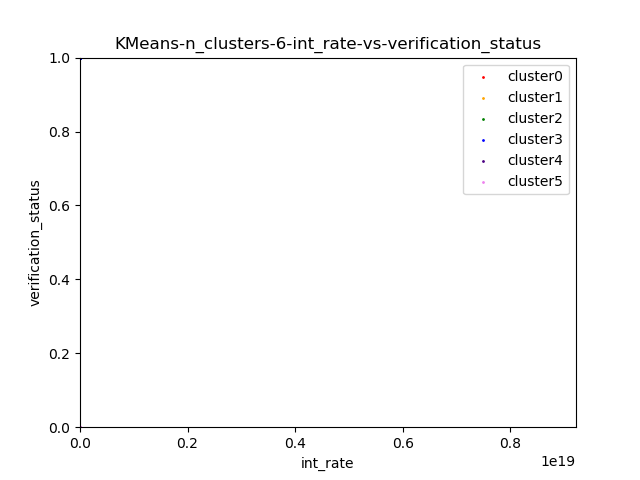 KMeans-n_clusters-6-int_rate-vs-verification_status
1.0
0.8
0.6
0.4
0.2
0.0
verification_status
cluster0
cluster1
cluster2
cluster3
cluster4
cluster5
0.0 0.2 0.4 0.6 0.8
1e19
int_rate